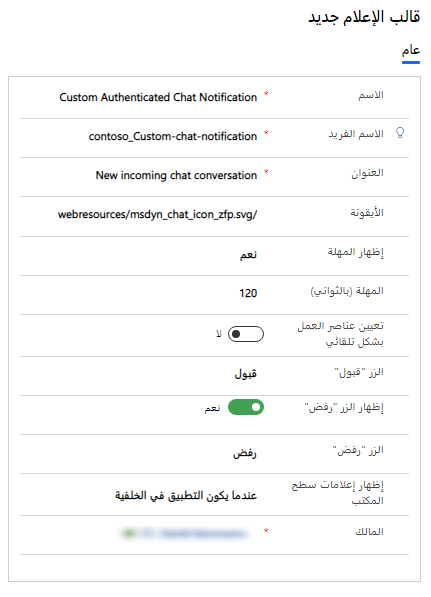 قالب الإعلام جديد
عام
الاسم * Custom Authenticated Chat Notification
الاسم الفريد * contoso_Custom-chat-notification
العنوان * New incoming chat conversation
الأيقونة webresources/msdyn_chat_icon_zfp.svg/
إظهار المهلة نعم
المهلة (بالثواني) 120
تعيين عناصر العمل
بشكل تلقائي لا
الزر "قبول" قبول
إظهار الزر "رفض" نعم
الزر "رفض" رفض
إظهار إعلامات سطح
المكتب عندما يكون التطبيق في الخلفية
المالك *